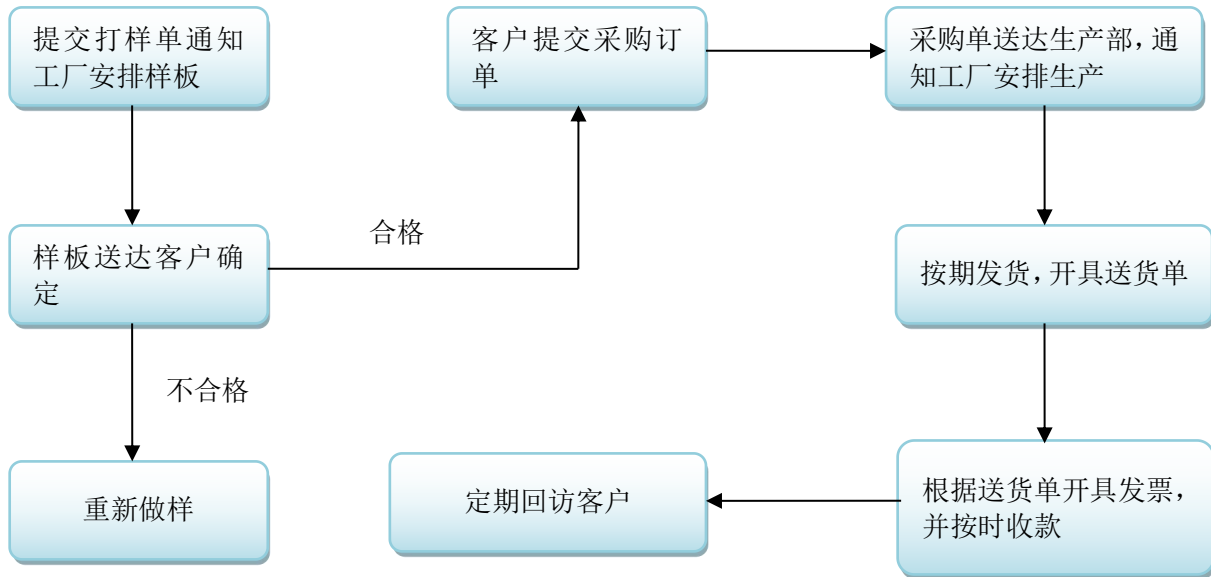 提交打样单通知
工厂安排样板
客户提交采购订
单
采购单送达生产部，通
知工厂安排生产
合格
样板送达客户确
定
按期发货，开具送货单
不合格
重新做样
定期回访客户
根据送货单开具发票，
并按时收款